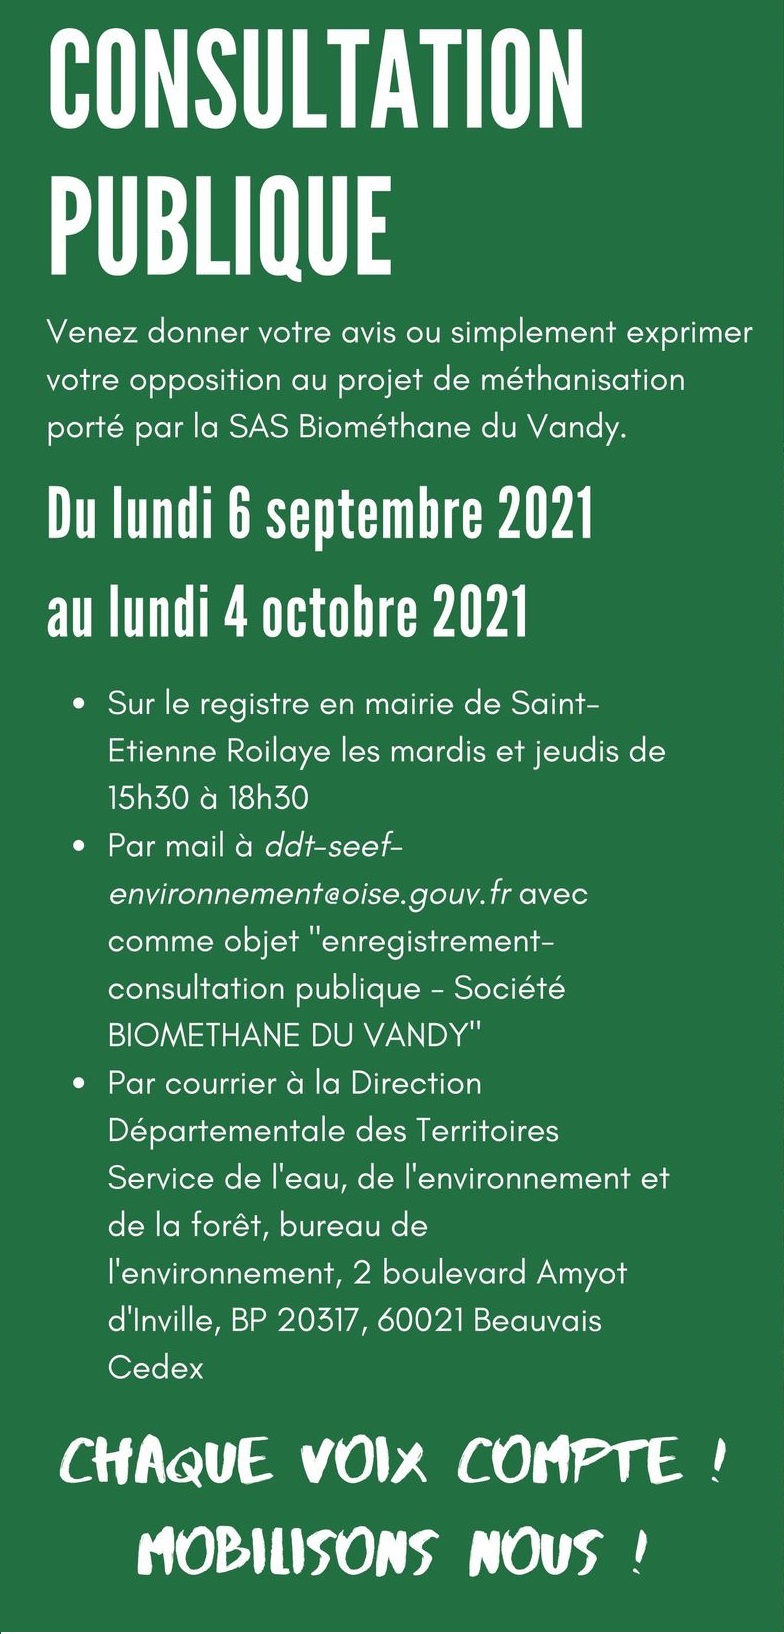 CONSULTATION
PUBLIQUE
Venez donner votre avis ou simplement exprimer
votre opposition au projet de méthanisation
porté par la SAS Biométhane du Vandy.
Du lundi 6 septembre 2021
au lundi 4 octobre 2021
• Sur le registre en mairie de Saint-
Etienne Roilaye les mardis et jeudis de
15h30 à 18h30
• Par mail à ddt-seef-
environnement@oise.gouv.fr avec
comme objet "enregistrement-
consultation publique - Société
BIOMETHANE DU VANDY"
• Par courrier à la Direction
Départementale des Territoires
Service de l'eau, de l'environnement et
de la forêt, bureau de
l'environnement, 2 boulevard Amyot
d'Inville, BP 20317, 60021 Beauvais
Cedex
CHAQUE VOIX COMPTE !
MOBILISONS NOUS !